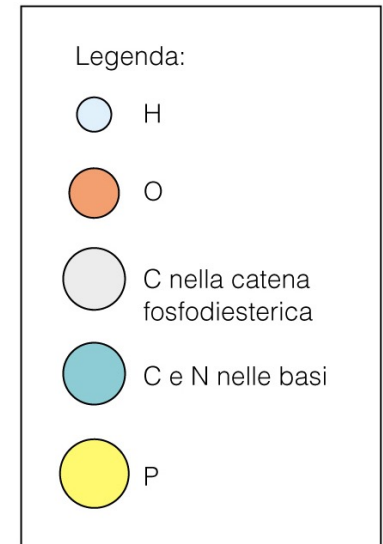 Legenda:
H
O
C nella catena
fosfodiesterica
C e N nelle basi
P